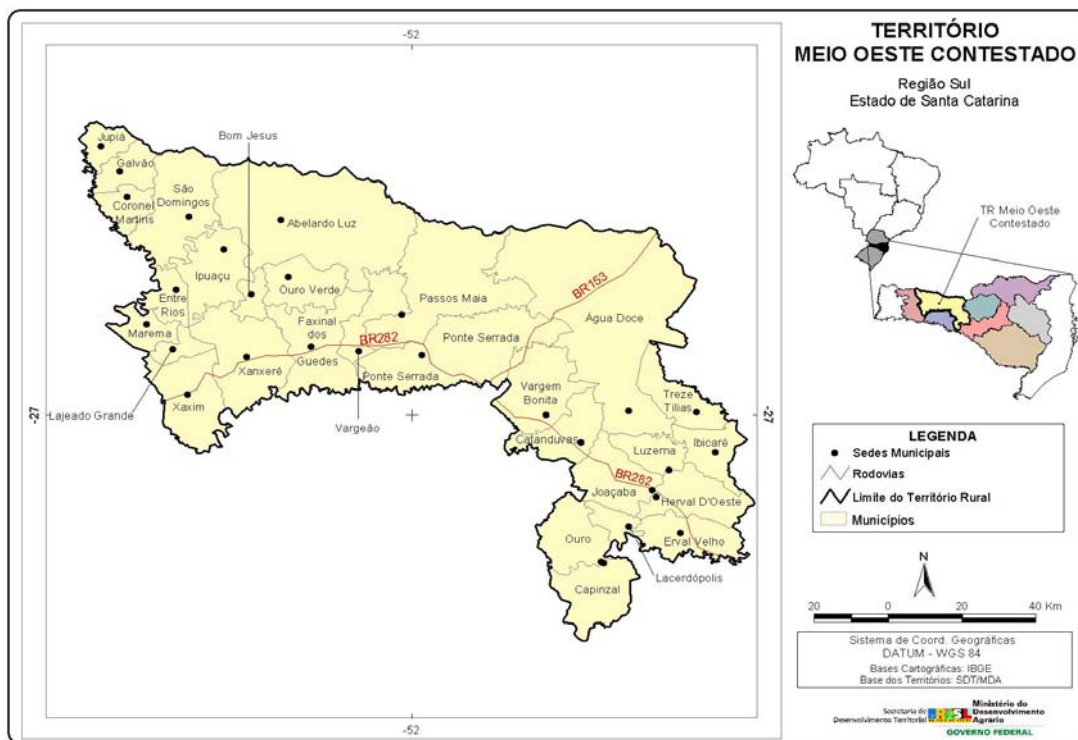 TERRITÓRIO
MEIO OESTE CONTESTADO
Região Sul
Estado de Santa Catarina
-52
Bom Jesus
Jupiá
Galvão
São
Domingos
Coronel
Martins
Abelardo Luz
Ipuaçu
Ouro Verde
Entre
Rios
Passos Maia
BR153
Água Doce
Marema
Faxinal
dos
Guedes
BR282
Ponte Serrada
Xanxerê
Ponte Serrada
Xaxim
Lajeado Grande
Vargeão
Vargem
Bonita
Treze
Tílias
-27
-27
Catanduvas
Ibicaré
Luzerna
BR282
Joaçaba
Herval D'Oeste
Ouro
Erval Velho
Lacerdópolis
Capinzal
-52
TR Meio Oeste
Contestado
LEGENDA
Sedes Municipais
Rodovias
Limite do Território Rural
Municípios
N
20 0 20 40 Km
Sistema de Coord. Geográficas
DATUM - WGS 84
Bases Cartográficas: IBGE
Base dos Territórios: SDT/MDA
Secretaria de
Desenvolvimento Territorial
BRASIL
Ministério do
Desenvolvimento
Agrário
GOVERNO FEDERAL